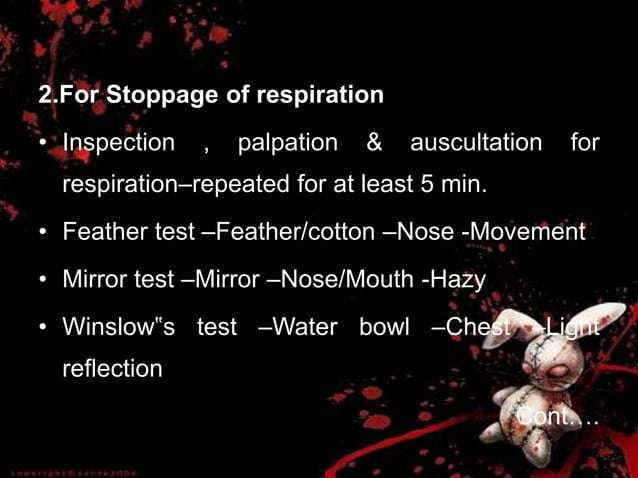 2.For Stoppage of respiration
• Inspection , palpation & auscultation for
respiration–repeated for at least 5 min.
• Feather test –Feather/cotton –Nose -Movement
• Mirror test –Mirror –Nose/Mouth -Hazy
• Winslow‟s test –Water bowl –Chest –Light
reflection
Cont….